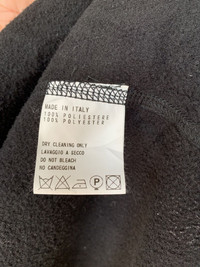 MADE IN ITALY
100% POLIESTERE
100% POLYESTER
DRY CLEANING ONLY
LAVAGGIO A SECCO
DO NOT BLEACH
NO CANDEGGINA
P